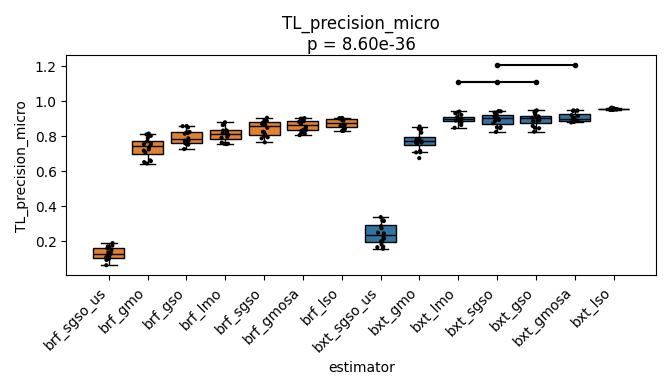 TL_precision_micro
p = 8.60e-36
TL_precision_micro
1.2
1.0
0.8
0.6
0.4
0.2
brf_sgso_us
brf_gmo
brf_gso
brf_lmo
brf_sgso
brf_gmosa
brf_lso
bxt_sgso_us
bxt_gmo
bxt_lmo
bxt_sgso
bxt_gso
bxt_gmosa
bxt_lso
estimator